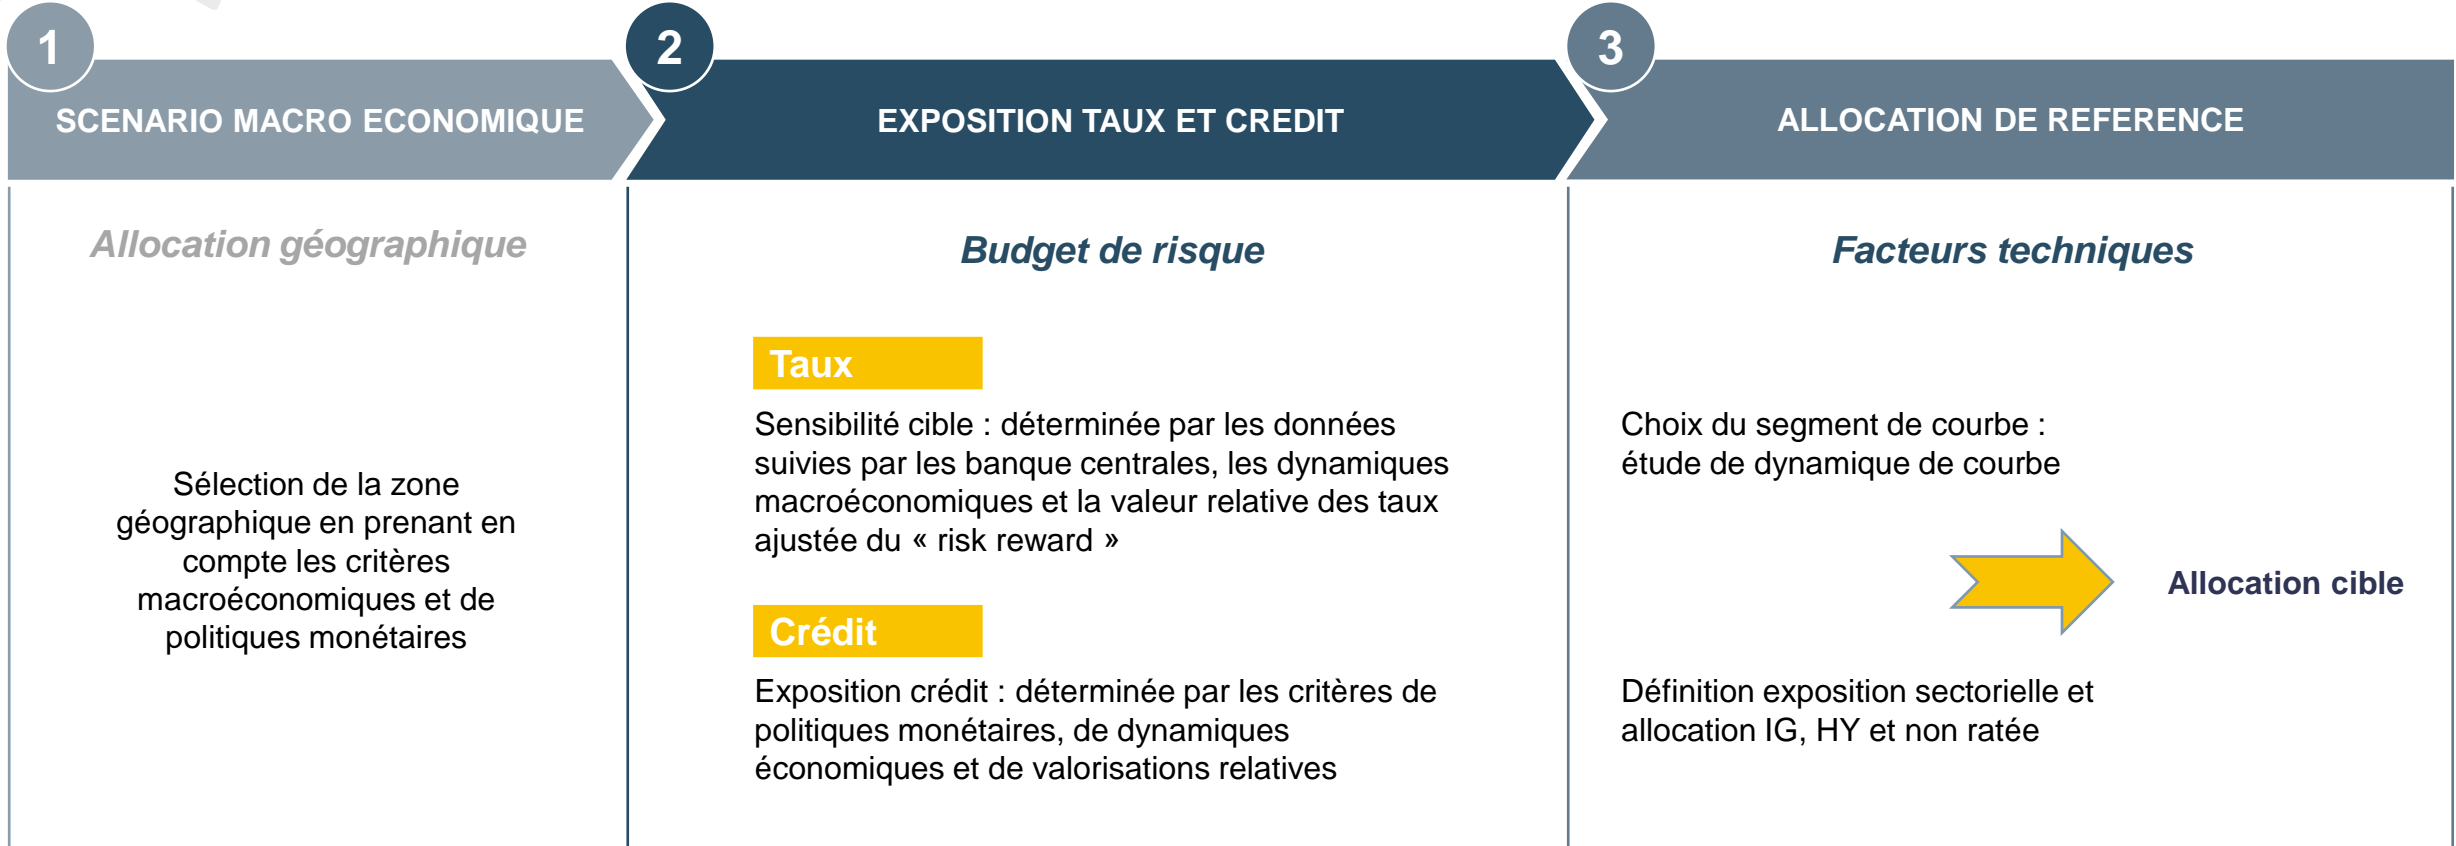 1
SCENARIO MACRO ECONOMIQUE
Allocation géographique
Sélection de la zone
géographique en prenant en
compte les critères
macroéconomiques et de
politiques monétaires
2
EXPOSITION TAUX ET CREDIT
Budget de risque
Taux
Sensibilité cible : déterminée par les données
suivies par les banque centrales, les dynamiques
macroéconomiques et la valeur relative des taux
ajustée du « risk reward »
Crédit
Exposition crédit : déterminée par les critères de
politiques monétaires, de dynamiques
économiques et de valorisations relatives
3
ALLOCATION DE REFERENCE
Facteurs techniques
Choix du segment de courbe :
étude de dynamique de courbe
Allocation cible
Définition exposition sectorielle et
allocation IG, HY et non ratée